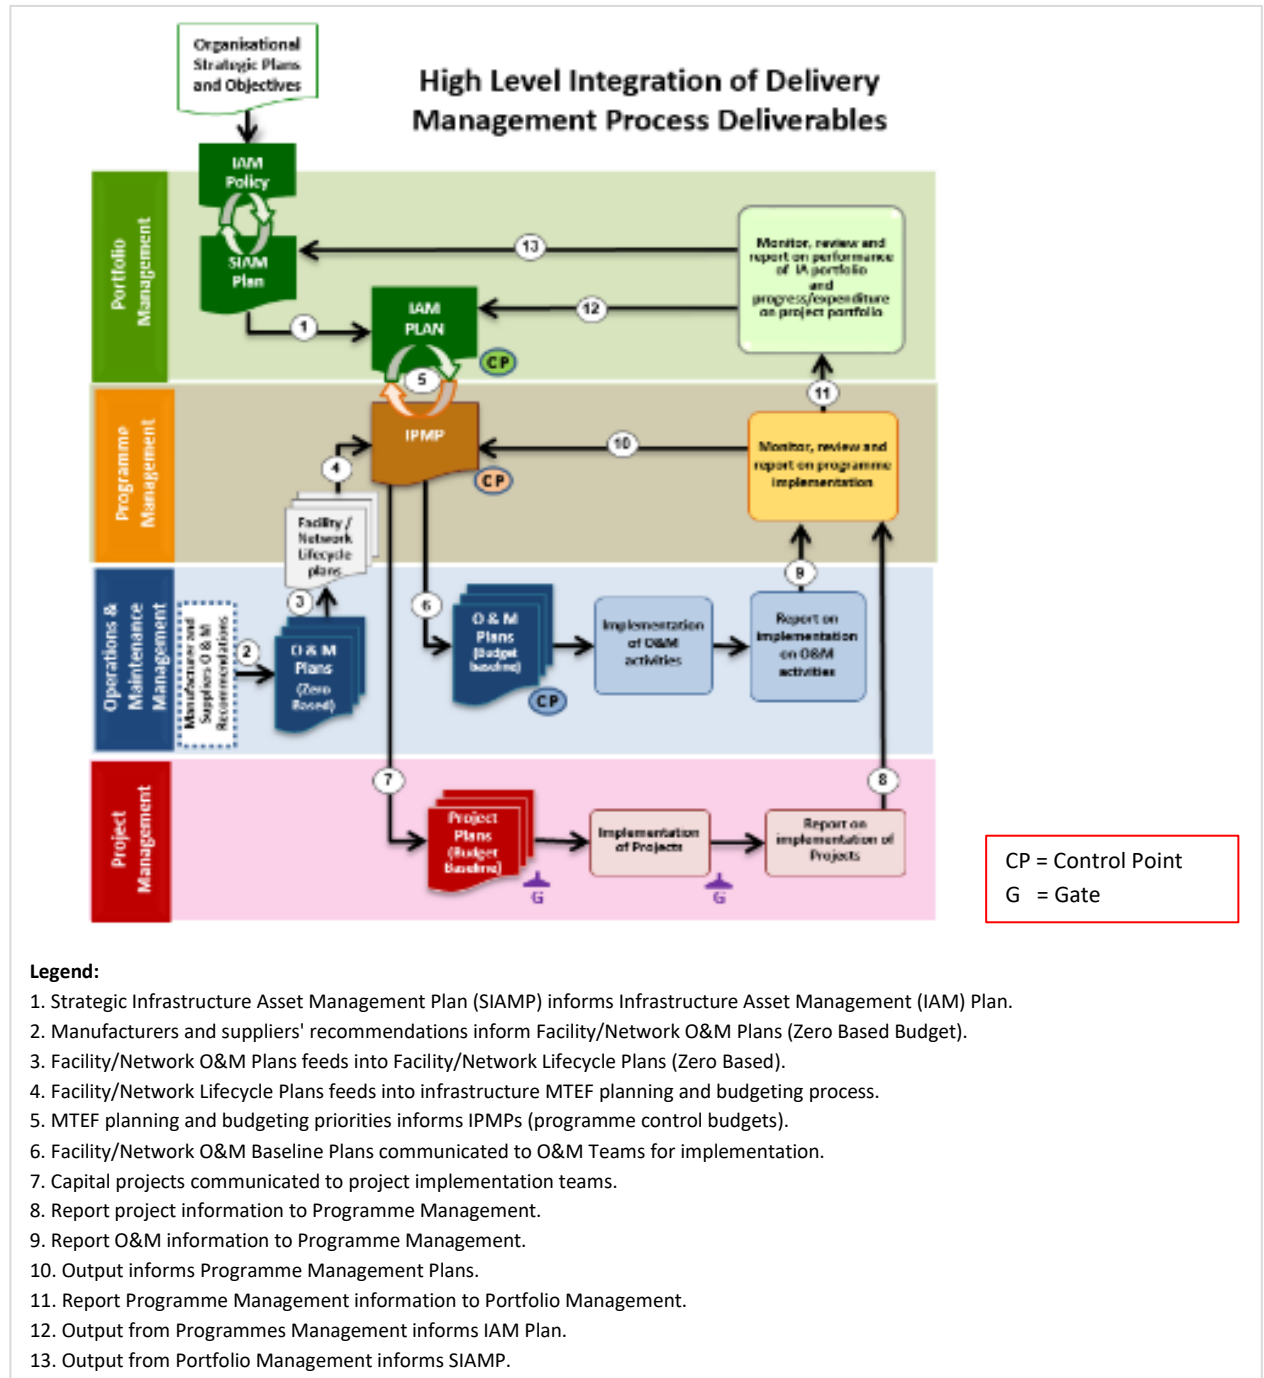 Organisational
Strategic Plans
and Objectives
High Level Integration of Delivery
Management Process Deliverables
Portfolio
Management
IAM
Policy
SIAM
Plan
13
Monitor, review and
report on performance
of IA portfolio
and
progress/expenditure
on project portfolio
1
IAM
PLAN
12
CP
5
11
Programme
Management
IPMP
10
Monitor, review and
report on programme
implementation
4
CP
Facility /
Network
Lifecycle
plans
Operations &
Maintenance
Management
Manufacturer and
Suppliers O & M
Recommendations
2
3
O & M
Plans
(Zero
Based)
6
O & M
Plans
(Budget
baseline)
CP
Implementation
of O&M
activities
9
Report on
implementation
on O&M
activities
Project
Management
7
Project
Plans
(Budget
Baseline)
G
Implementation
of Projects
G
8
Report on
implementation of
Projects
CP = Control Point
G = Gate
Legend:
1. Strategic Infrastructure Asset Management Plan (SIAMP) informs Infrastructure Asset Management (IAM) Plan.
2. Manufacturers and suppliers' recommendations inform Facility/Network O&M Plans (Zero Based Budget).
3. Facility/Network O&M Plans feeds into Facility/Network Lifecycle Plans (Zero Based).
4. Facility/Network Lifecycle Plans feeds into infrastructure MTEF planning and budgeting process.
5. MTEF planning and budgeting priorities informs IPMPs (programme control budgets).
6. Facility/Network O&M Baseline Plans communicated to O&M Teams for implementation.
7. Capital projects communicated to project implementation teams.
8. Report project information to Programme Management.
9. Report O&M information to Programme Management.
10. Output informs Programme Management Plans.
11. Report Programme Management information to Portfolio Management.
12. Output from Programmes Management informs IAM Plan.
13. Output from Portfolio Management informs SIAMP.